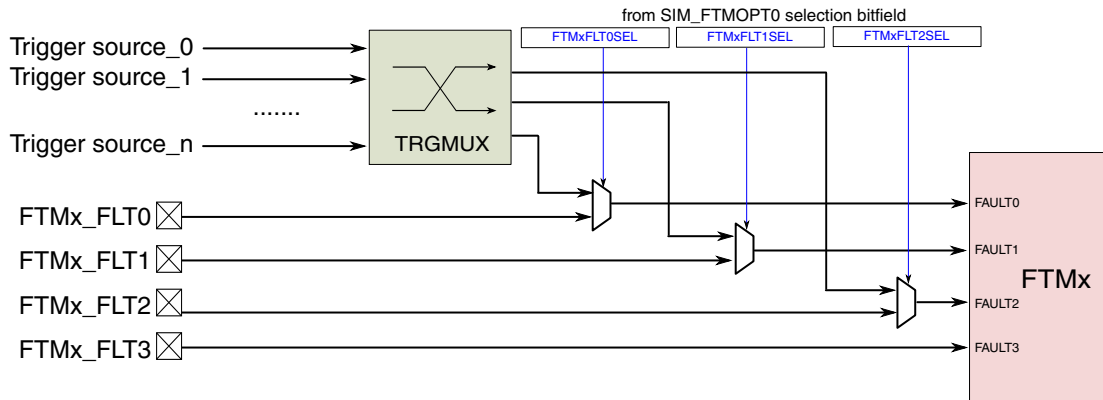 from SIM_FTMOPT0 selection bitfield
FTMxFLT0SEL
FTMxFLT1SEL
FTMxFLT2SEL
Trigger source_0
Trigger source_1
.......
Trigger source_n
TRGMUX
FTMx_FLT0
FTMx_FLT1
FTMx_FLT2
FTMx_FLT3
FAULT0
FAULT1
FTMx
FAULT2
FAULT3